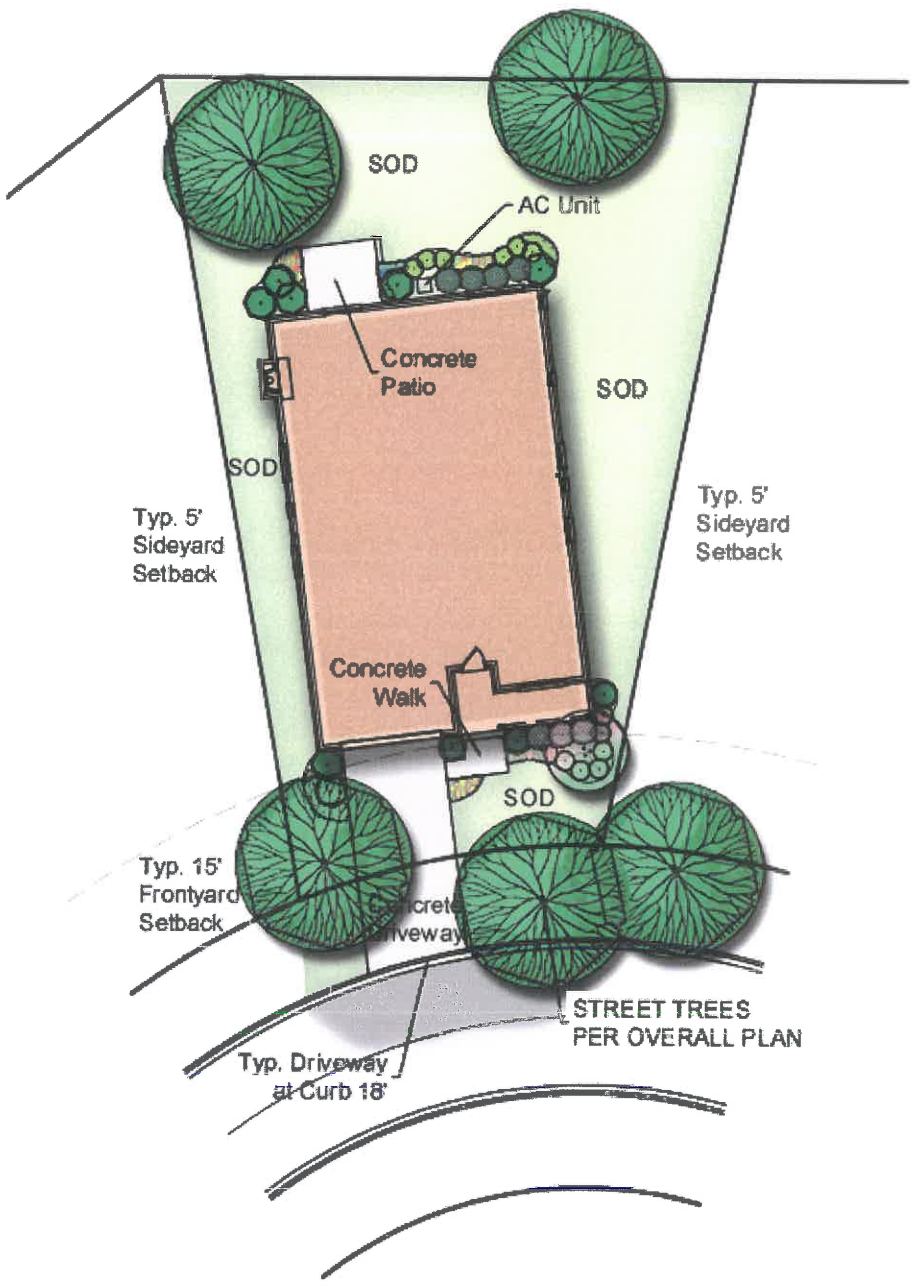 SOD
AC Unit
Concrete
Patio
SOD
SOD
Typ. 5'
Sideyard
Setback
Typ. 5'
Sideyard
Setback
Concrete
Walk
SOD
Typ. 15'
Frontyard
Setback
Concrete
Driveway
STREET TREES
PER OVERALL PLAN
Typ. Driveway
at Curb 18'